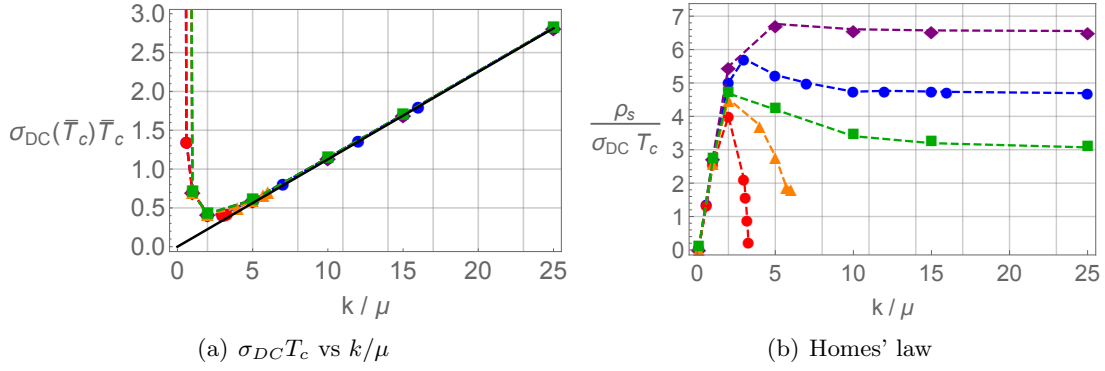 3.0
2.5
2.0
1.5
1.0
0.5
0.0
σ_DC(T̅_c)T̅_c
0 5 10 15 20 25
k / μ
(a) σ_{DC}T_c vs k/μ
7
6
5
4
3
2
1
0
ρ_s
σ_DC T_c
0 5 10 15 20 25
k / μ
(b) Homes' law